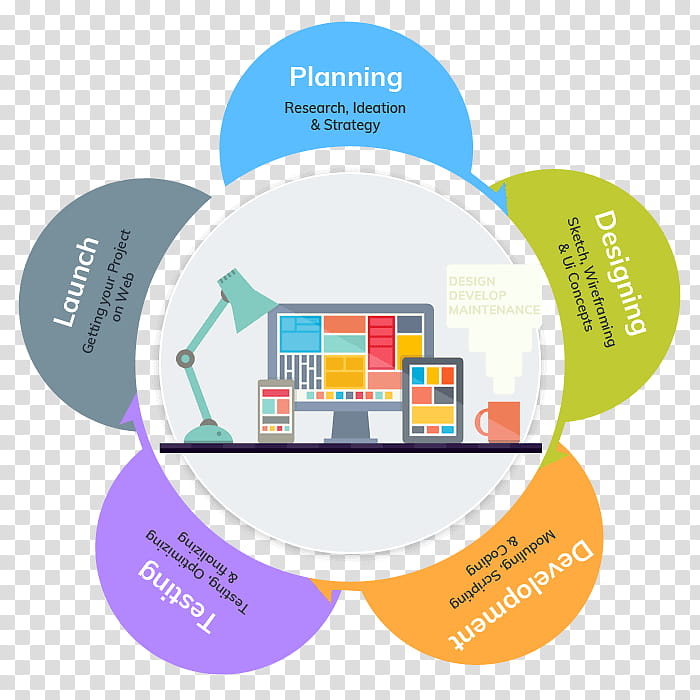 Planning
Research, Ideation
& Strategy
Designing
Sketch, Wireframing
& Ui Concepts
Development
Moduling, Scripting
& Coding
Testing
Testing, Optimizing
& finalizing
Launch
Getting your Project
on Web
DESIGN
DEVELOP
MAINTENANCE